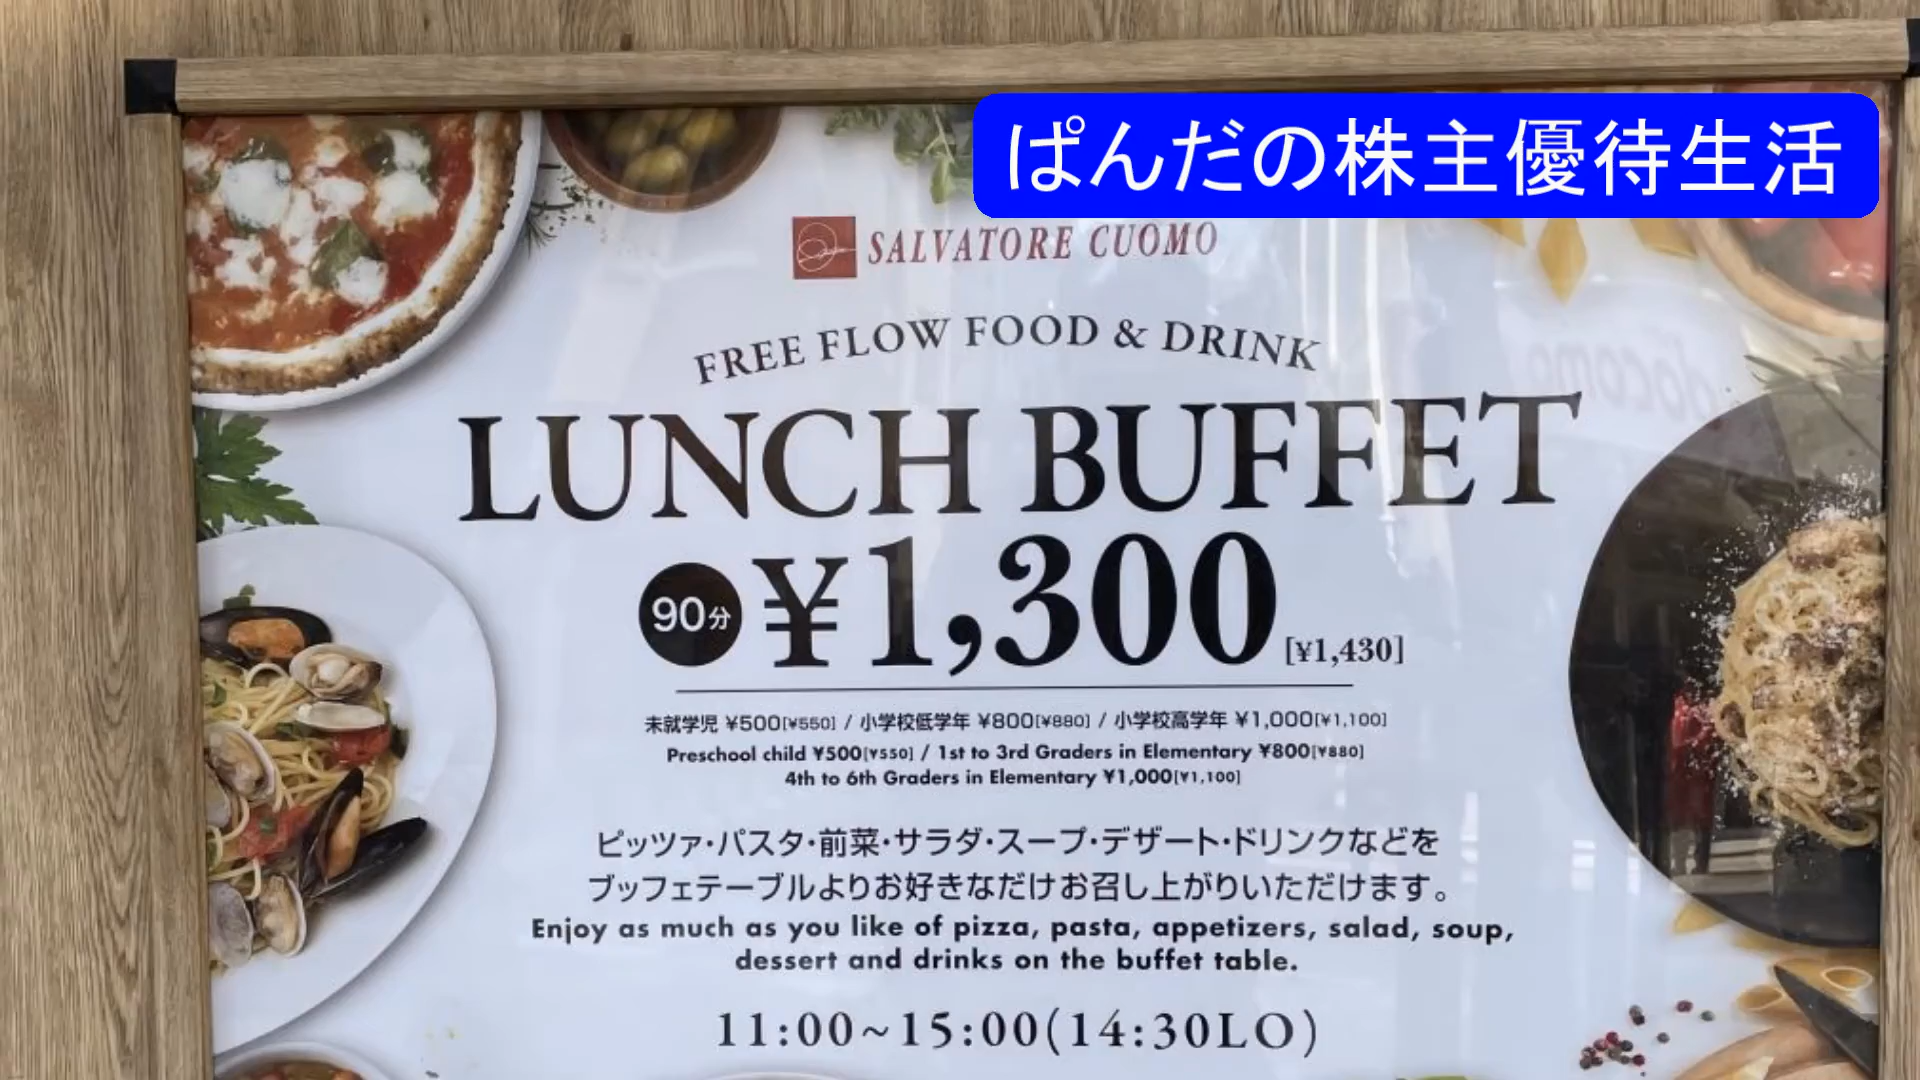 ぱんだの株主優待生活
SALVATORE CUOMO
FREE FLOW FOOD & DRINK
docomo
LUNCH BUFFET
90分 ¥1,300 [¥1,430]
未就学児 ¥500[¥550] / 小学校低学年 ¥800[¥880] / 小学校高学年 ¥1,000[¥1,100]
Preschool child ¥500[¥550] / 1st to 3rd Graders in Elementary ¥800[¥880]
4th to 6th Graders in Elementary ¥1,000[¥1,100]
ピッツァ・パスタ・前菜・サラダ・スープ・デザート・ドリンクなどを
ブッフェテーブルよりお好きなだけお召し上がりいただけます。
Enjoy as much as you like of pizza, pasta, appetizers, salad, soup,
dessert and drinks on the buffet table.
11:00~15:00(14:30LO)